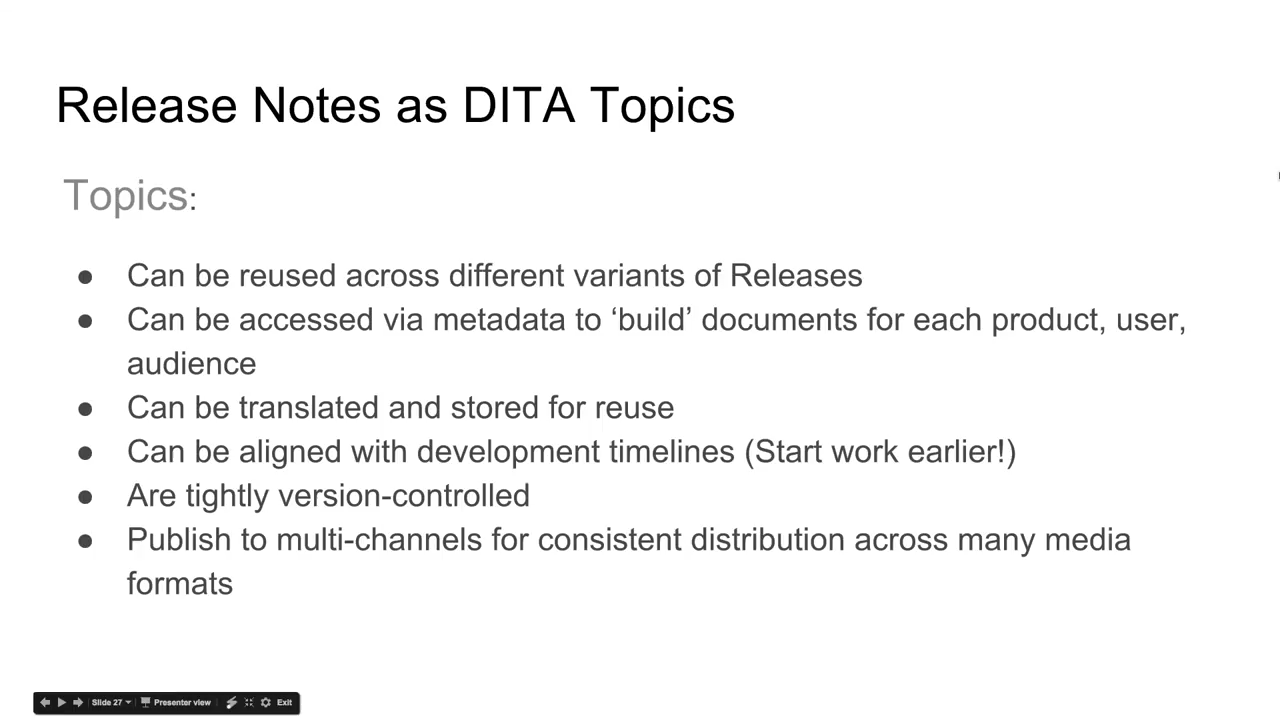 Release Notes as DITA Topics
Topics:
● Can be reused across different variants of Releases
● Can be accessed via metadata to ‘build’ documents for each product, user,
audience
● Can be translated and stored for reuse
● Can be aligned with development timelines (Start work earlier!)
● Are tightly version-controlled
● Publish to multi-channels for consistent distribution across many media
formats
Slide 27 Presenter view Exit